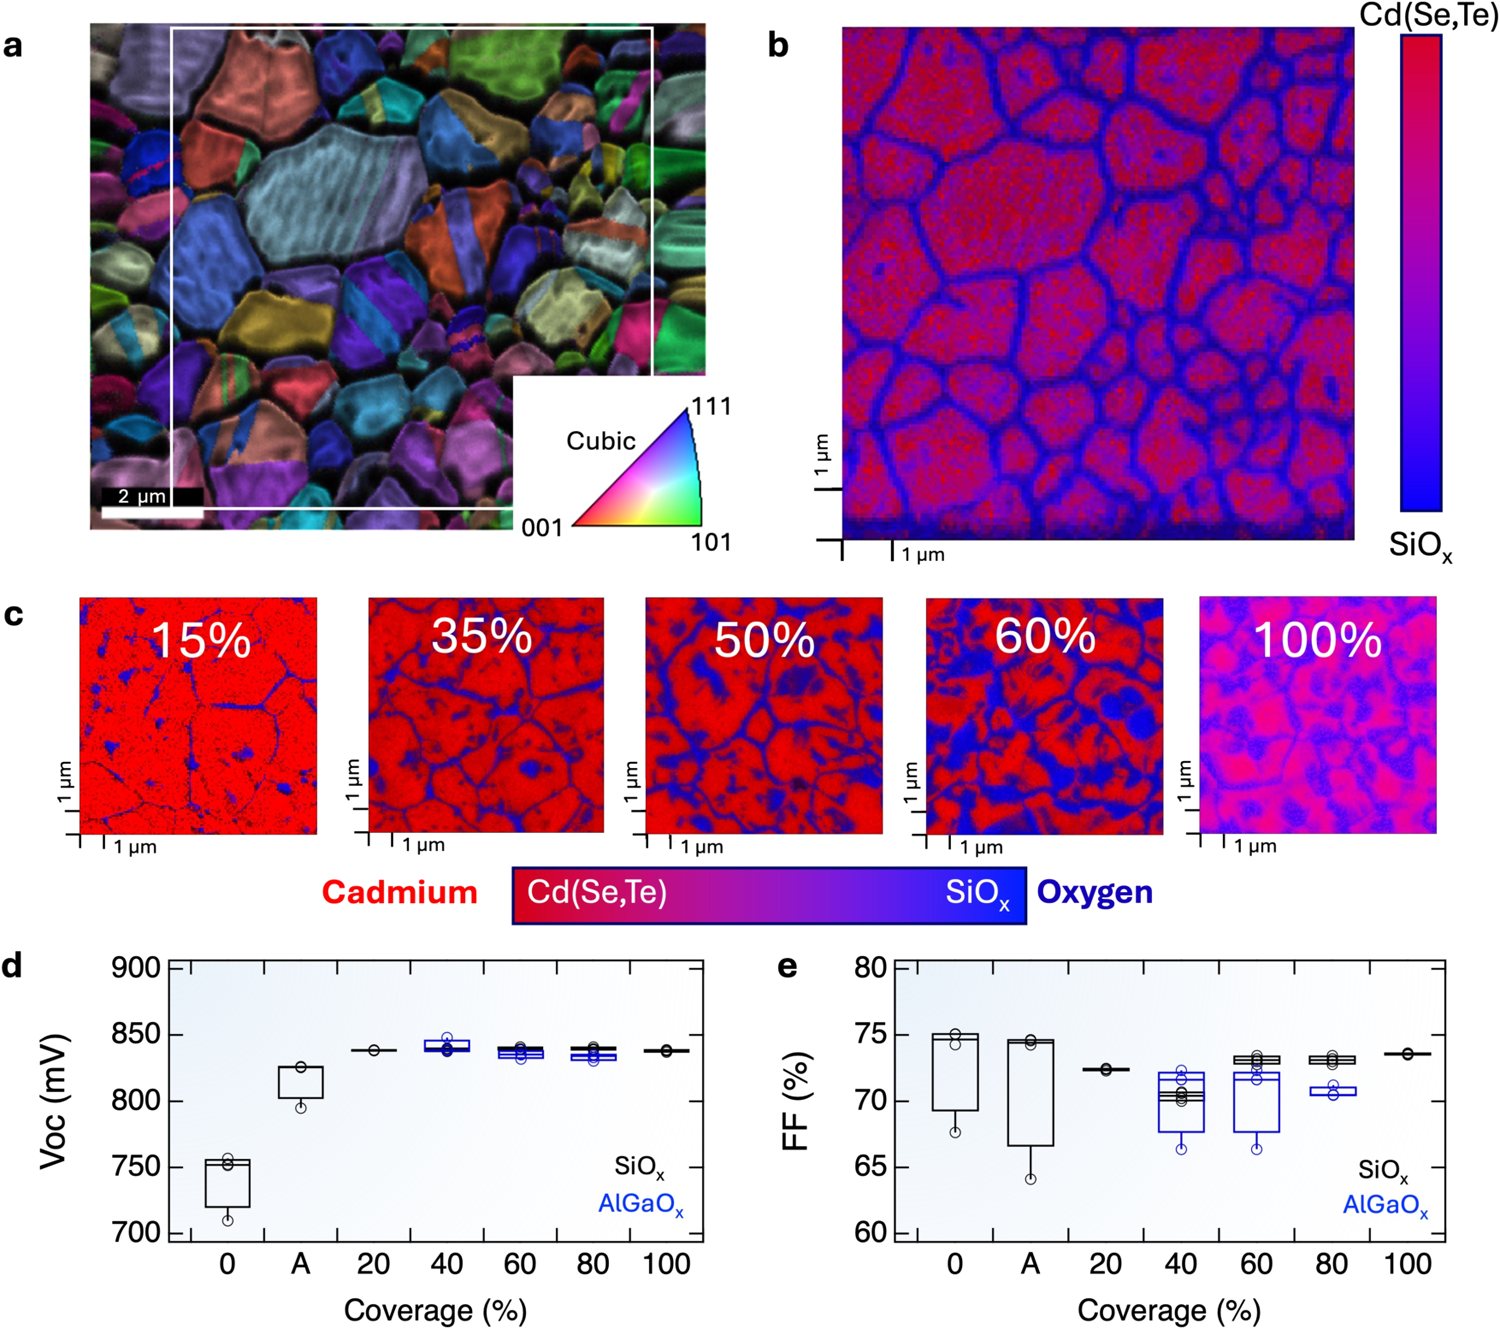 a
2 μm
Cubic
111
001
101
b
Cd(Se,Te)
SiOx
1 μm
1 μm
c
15%
35%
50%
60%
100%
1 μm
1 μm
1 μm
1 μm
1 μm
1 μm
1 μm
1 μm
1 μm
1 μm
Cadmium
Cd(Se,Te)
SiOx
Oxygen
d
Voc (mV)
900
850
800
750
700
SiOx
AlGaOx
0 A 20 40 60 80 100
Coverage (%)
e
FF (%)
80
75
70
65
60
SiOx
AlGaOx
0 A 20 40 60 80 100
Coverage (%)